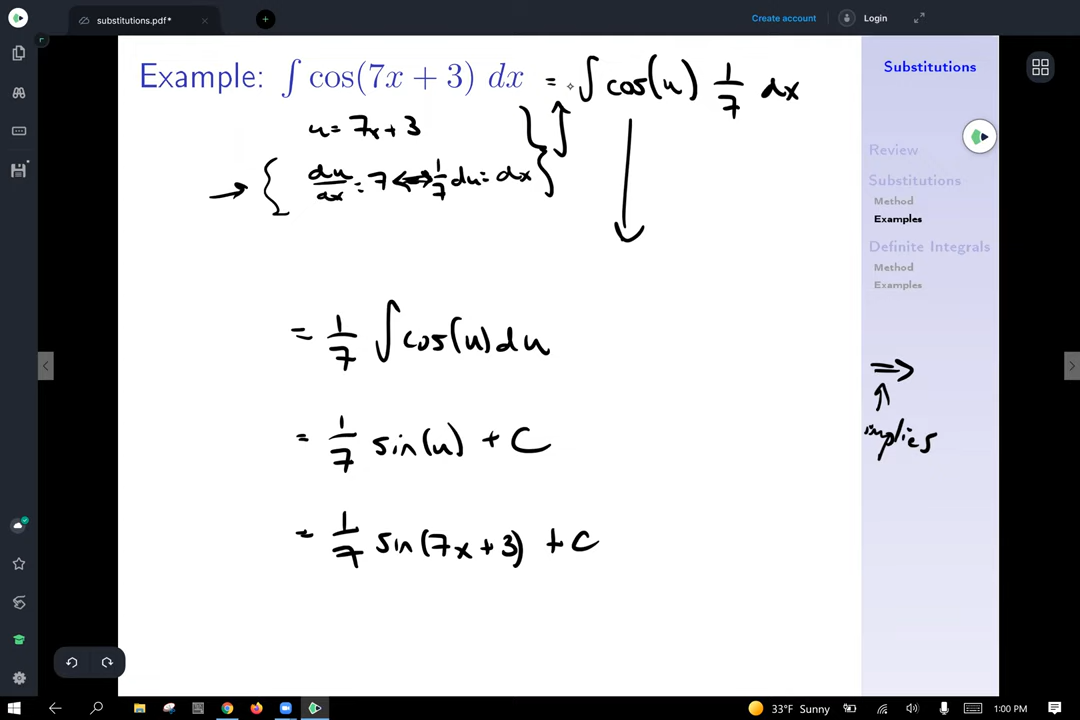 substitutions.pdf*
Create account
Login
Example: ∫ cos(7x + 3) dx = ∫ cos(u) 1/7 dx
u = 7x + 3
du/dx = 7 ↔ 1/7 du = dx
= 1/7 ∫ cos(u) du
= 1/7 sin(u) + C
= 1/7 sin(7x + 3) + C
Substitutions
Review
Substitutions
Method
Examples
Definite Integrals
Method
Examples
⇒
↑
implies
33°F Sunny
1:00 PM